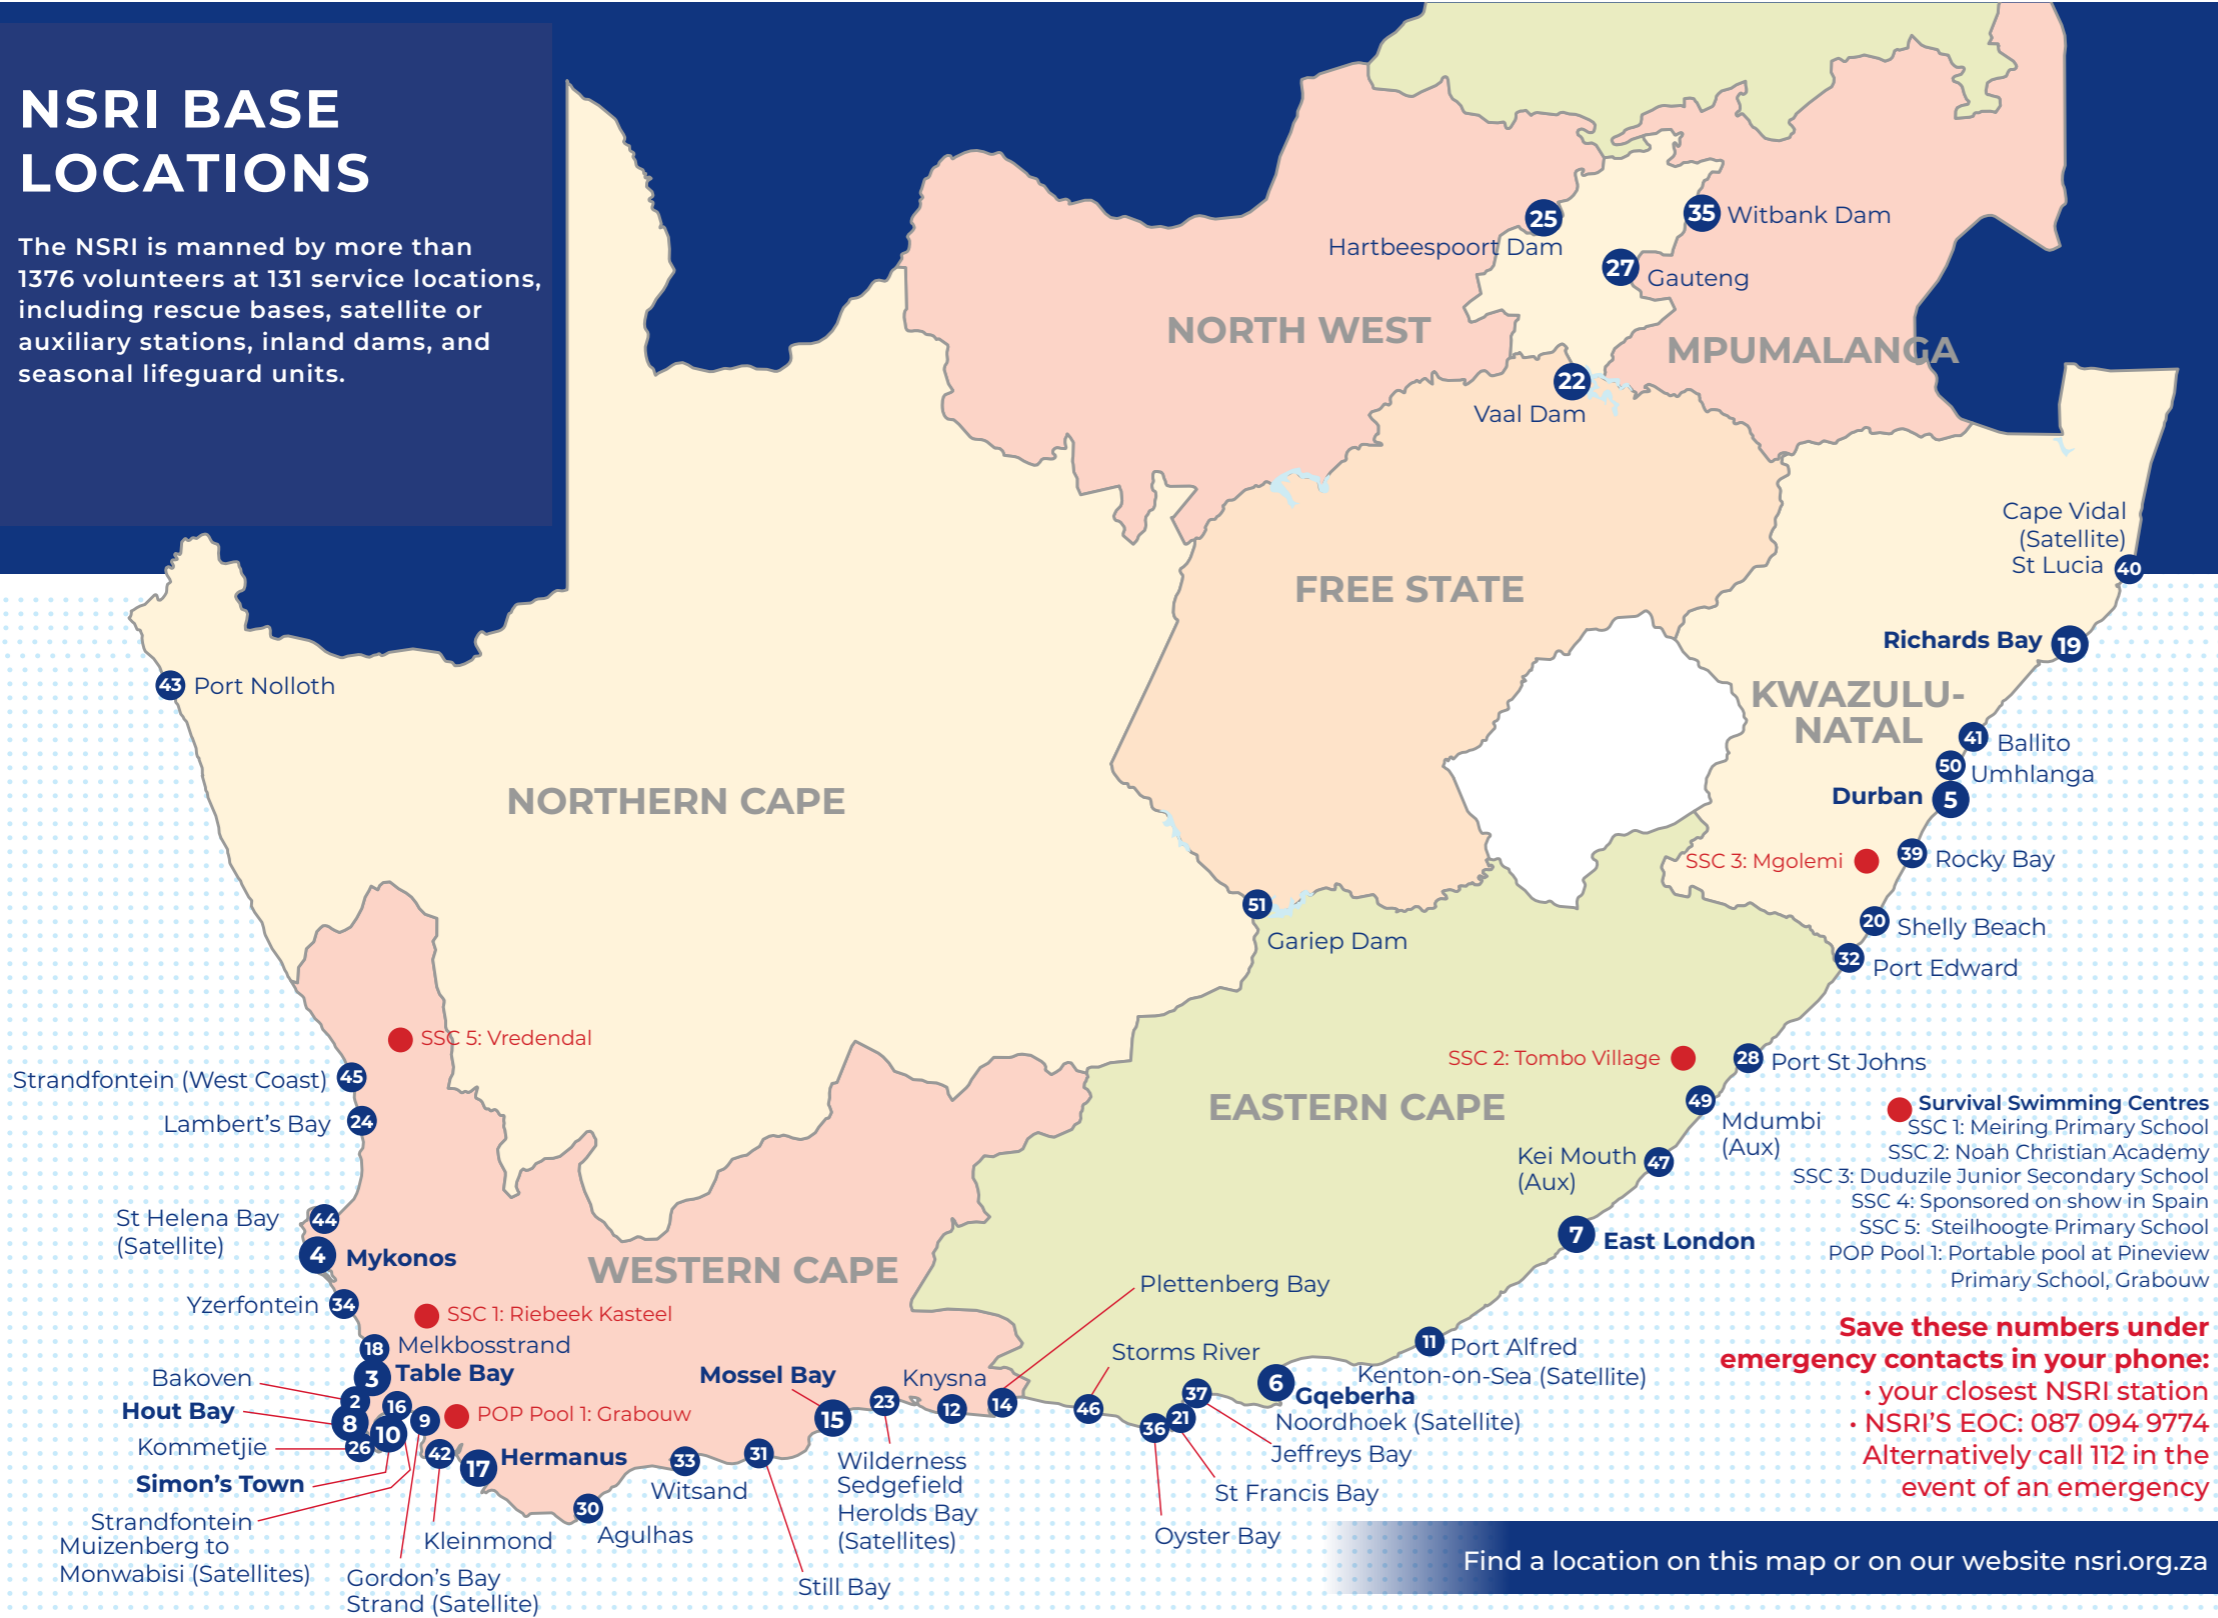 NSRI BASE
LOCATIONS
The NSRI is manned by more than
1376 volunteers at 131 service locations,
including rescue bases, satellite or
auxiliary stations, inland dams, and
seasonal lifeguard units.
25
Hartbeespoort Dam
35 Witbank Dam
27 Gauteng
NORTH WEST
MPUMALANGA
22
Vaal Dam
Cape Vidal
(Satellite)
St Lucia 40
FREE STATE
Richards Bay 19
43 Port Nolloth
KWAZULU-
NATAL
41 Ballito
50 Umhlanga
Durban 5
NORTHERN CAPE
SSC 3: Mgolemi
39 Rocky Bay
51
Gariep Dam
20 Shelly Beach
32 Port Edward
SSC 5: Vredendal
Strandfontein (West Coast) 45
Lambert's Bay 24
SSC 2: Tombo Village
28 Port St Johns
EASTERN CAPE
49
Mdumbi
(Aux)
Kei Mouth 47
(Aux)
7 East London
St Helena Bay 44
(Satellite)
4 Mykonos
WESTERN CAPE
Yzerfontein 34
SSC 1: Riebeek Kasteel
18 Melkbosstrand
3 Table Bay
Bakoven
2
Hout Bay
8
16
9
POP Pool 1: Grabouw
Kommetjie
26
10
Simon's Town
42
17 Hermanus
Strandfontein
Muizenberg to
Monwabisi (Satellites)
Gordon's Bay
Strand (Satellite)
Kleinmond
30
Agulhas
33
Witsand
31
Still Bay
Mossel Bay
15
23
Wilderness
Sedgefield
Herolds Bay
(Satellites)
Knysna
12
14
Plettenberg Bay
Storms River
46
36
21
37
Oyster Bay
St Francis Bay
Jeffreys Bay
6
Gqeberha
Noordhoek (Satellite)
11 Port Alfred
Kenton-on-Sea (Satellite)
Survival Swimming Centres
SSC 1: Meiring Primary School
SSC 2: Noah Christian Academy
SSC 3: Duduzile Junior Secondary School
SSC 4: Sponsored on show in Spain
SSC 5: Steilhoogte Primary School
POP Pool 1: Portable pool at Pineview
Primary School, Grabouw
Save these numbers under
emergency contacts in your phone:
• your closest NSRI station
• NSRI'S EOC: 087 094 9774
Alternatively call 112 in the
event of an emergency
Find a location on this map or on our website nsri.org.za